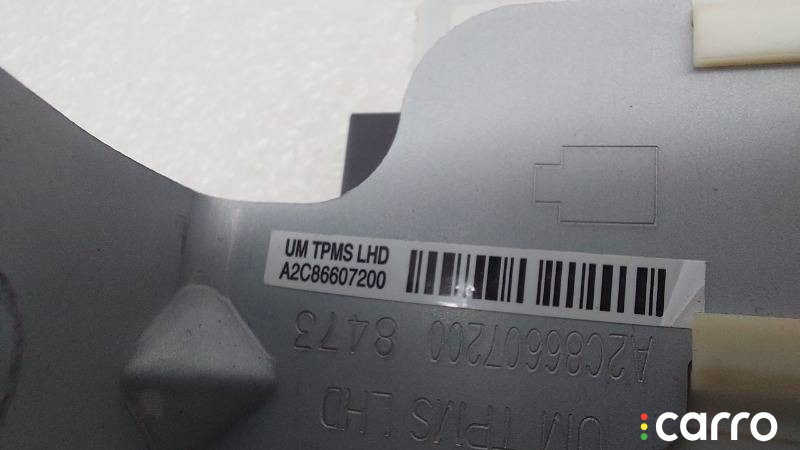 UM TPMS LHD
A2C86607200
A2C86607200 8473
UM TPMS LHD
carro